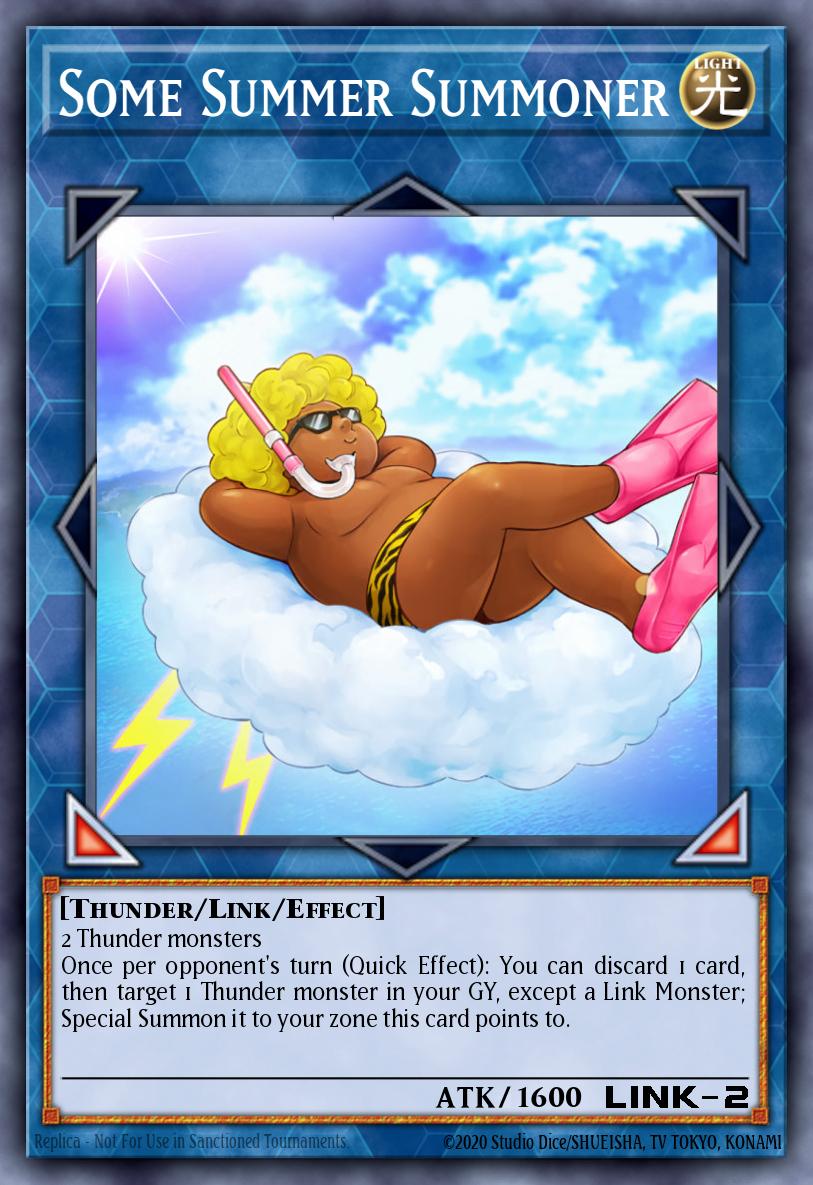 Some Summer Summoner
LIGHT
光
[Thunder/Link/Effect]
2 Thunder monsters
Once per opponent's turn (Quick Effect): You can discard 1 card,
then target 1 Thunder monster in your GY, except a Link Monster;
Special Summon it to your zone this card points to.
ATK/1600 LINK-2
Replica - Not For Use in Sanctioned Tournaments.
©2020 Studio Dice/SHUEISHA, TV TOKYO, KONAMI